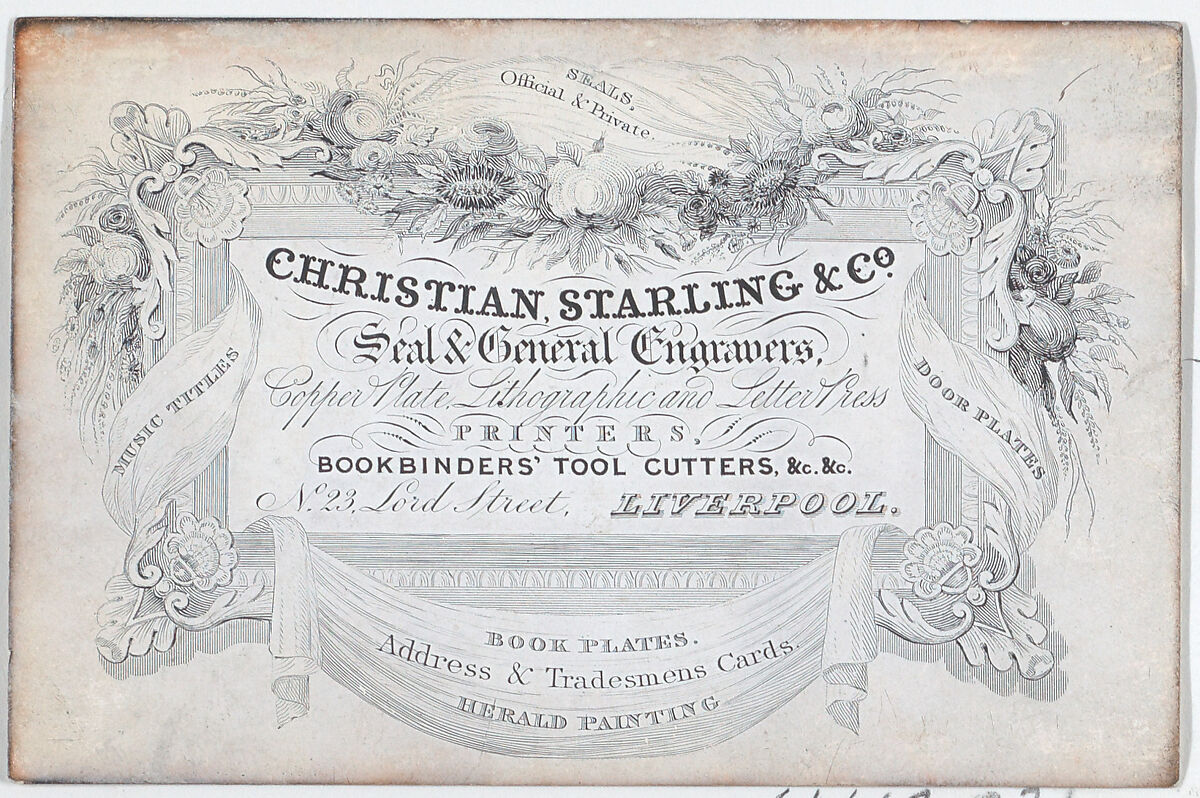 SEALS,
Official & Private.
CHRISTIAN, STARLING & Co.
Seal & General Engravers,
Copper Plate, Lithographic and Letter Press
PRINTERS,
BOOKBINDERS' TOOL CUTTERS, &c. &c.
No. 23, Lord Street, LIVERPOOL.
MUSIC TITLES
DOOR PLATES
BOOK PLATES.
Address & Tradesmens Cards.
HERALD PAINTING